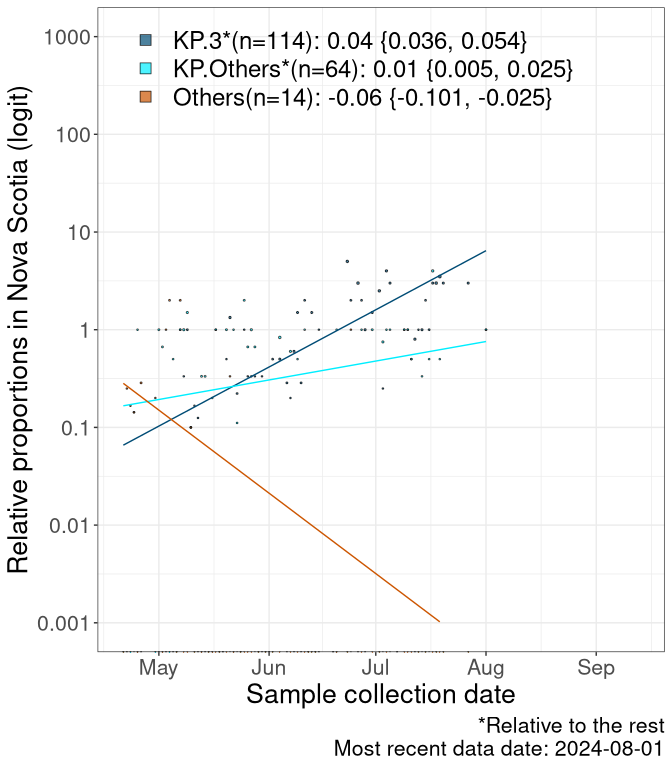 KP.3*(n=114): 0.04 {0.036, 0.054}
KP.Others*(n=64): 0.01 {0.005, 0.025}
Others(n=14): -0.06 {-0.101, -0.025}
Relative proportions in Nova Scotia (logit)
1000
100
10
1
0.1
0.01
0.001
May Jun Jul Aug Sep
Sample collection date
*Relative to the rest
Most recent data date: 2024-08-01